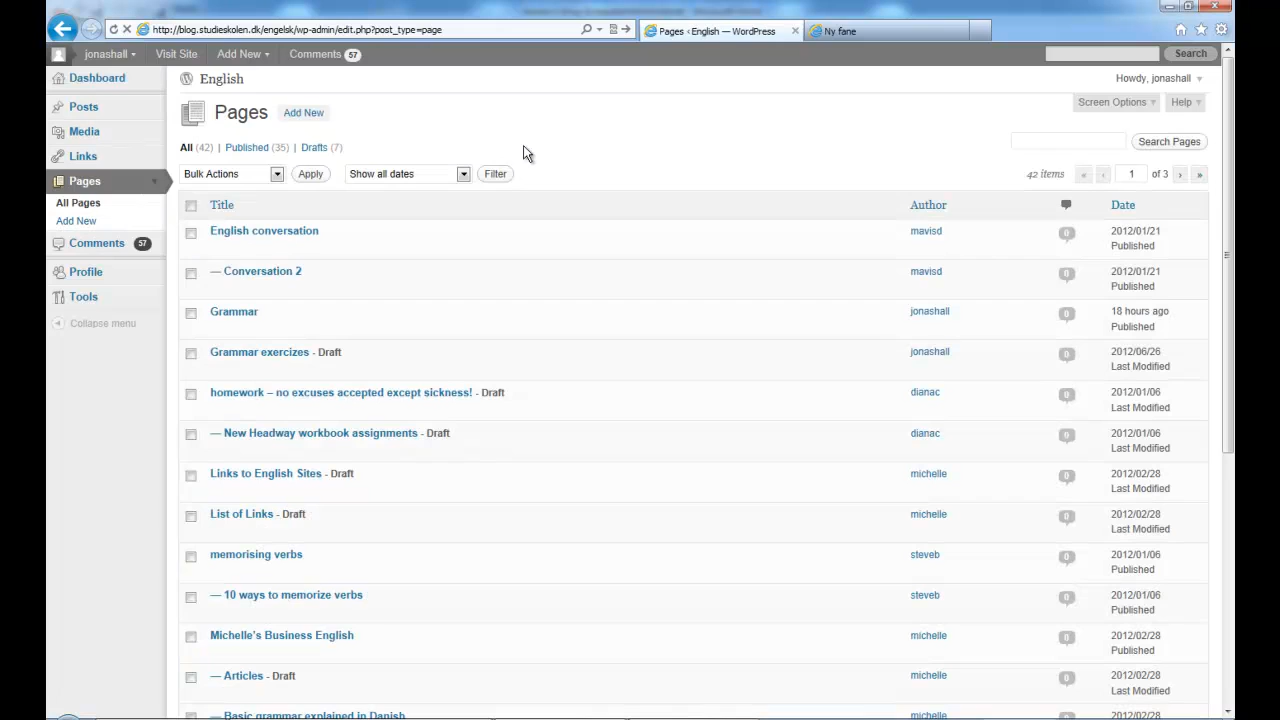 http://blog.studieskolen.dk/engelsk/wp-admin/edit.php?post_type=page
Pages ‹ English — WordPress
Ny fane
jonashall
Visit Site
Add New
Comments 57
Search
Dashboard
Posts
Media
Links
Pages
All Pages
Add New
Comments 57
Profile
Tools
Collapse menu
English
Howdy, jonashall
Pages Add New
Screen Options
Help
All (42) | Published (35) | Drafts (7)
Search Pages
Bulk Actions
Apply
Show all dates
Filter
42 items « ‹ 1 of 3 › »
Title Author Date
English conversation mavisd 0 2012/01/21
Published
— Conversation 2 mavisd 0 2012/01/21
Published
Grammar jonashall 0 18 hours ago
Published
Grammar exercizes - Draft jonashall 0 2012/06/26
Last Modified
homework – no excuses accepted except sickness! - Draft dianac 0 2012/01/06
Last Modified
— New Headway workbook assignments - Draft dianac 0 2012/01/06
Last Modified
Links to English Sites - Draft michelle 0 2012/02/28
Last Modified
List of Links - Draft michelle 0 2012/02/28
Last Modified
memorising verbs steveb 0 2012/01/06
Published
— 10 ways to memorize verbs steveb 0 2012/01/06
Published
Michelle's Business English michelle 0 2012/02/28
Published
— Articles - Draft michelle 0 2012/02/28
Last Modified
— Basic grammar explained in Danish michelle 2012/02/28